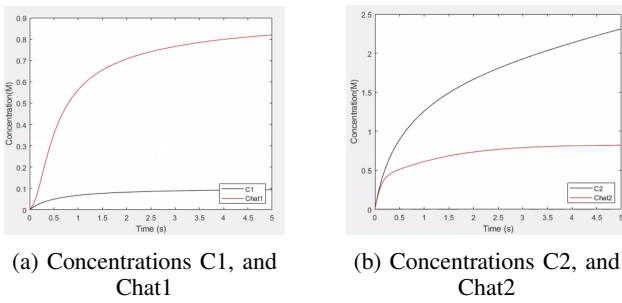 0.9
0.8
0.7
0.6
0.5
0.4
0.3
0.2
0.1
0
Concentration(M)
0 0.5 1 1.5 2 2.5 3 3.5 4 4.5 5
Time (s)
C1
Chat1
(a) Concentrations C1, and
Chat1
2.5
2
1.5
1
0.5
0
Concentration(M)
0 0.5 1 1.5 2 2.5 3 3.5 4 4.5 5
Time (s)
C2
Chat2
(b) Concentrations C2, and
Chat2